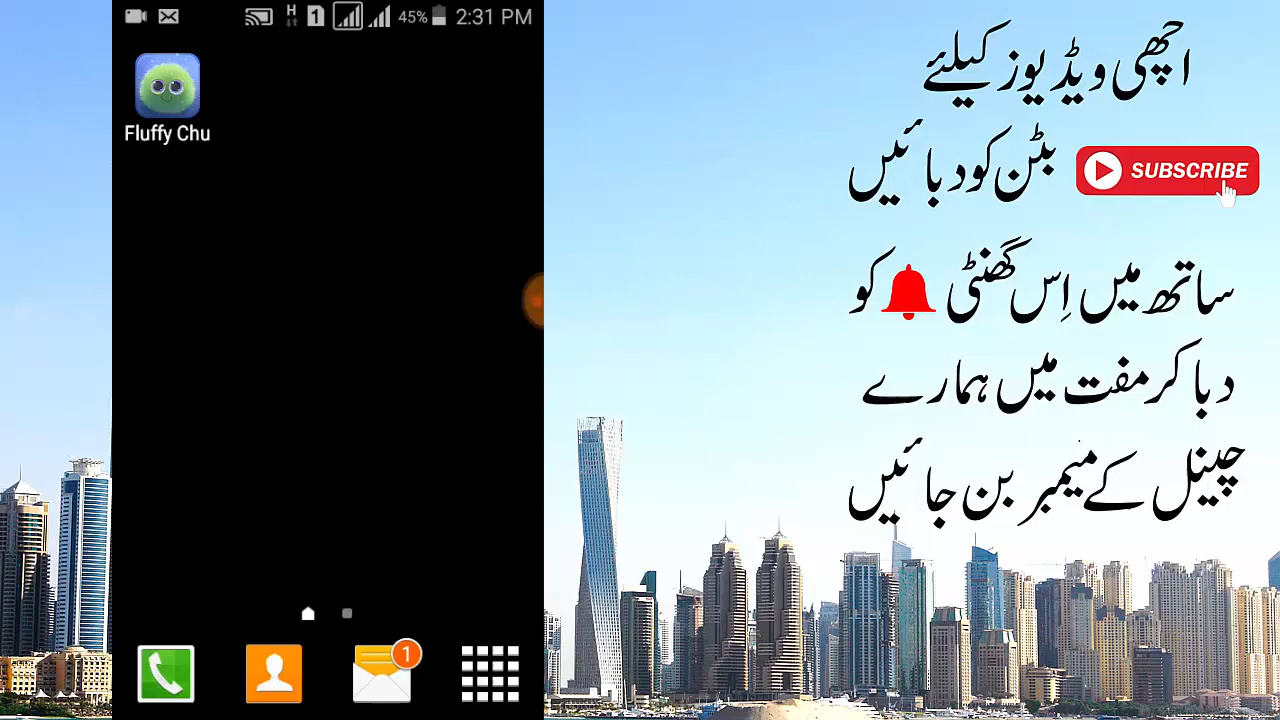 H 1 45% 2:31 PM
Fluffy Chu
1
اچھی ویڈیوز کیلئے
SUBSCRIBE بٹن کو دبائیں
ساتھ میں اِس گھنٹی کو
دبا کر مفت میں ہمارے
چینل کے میمبر بن جائیں